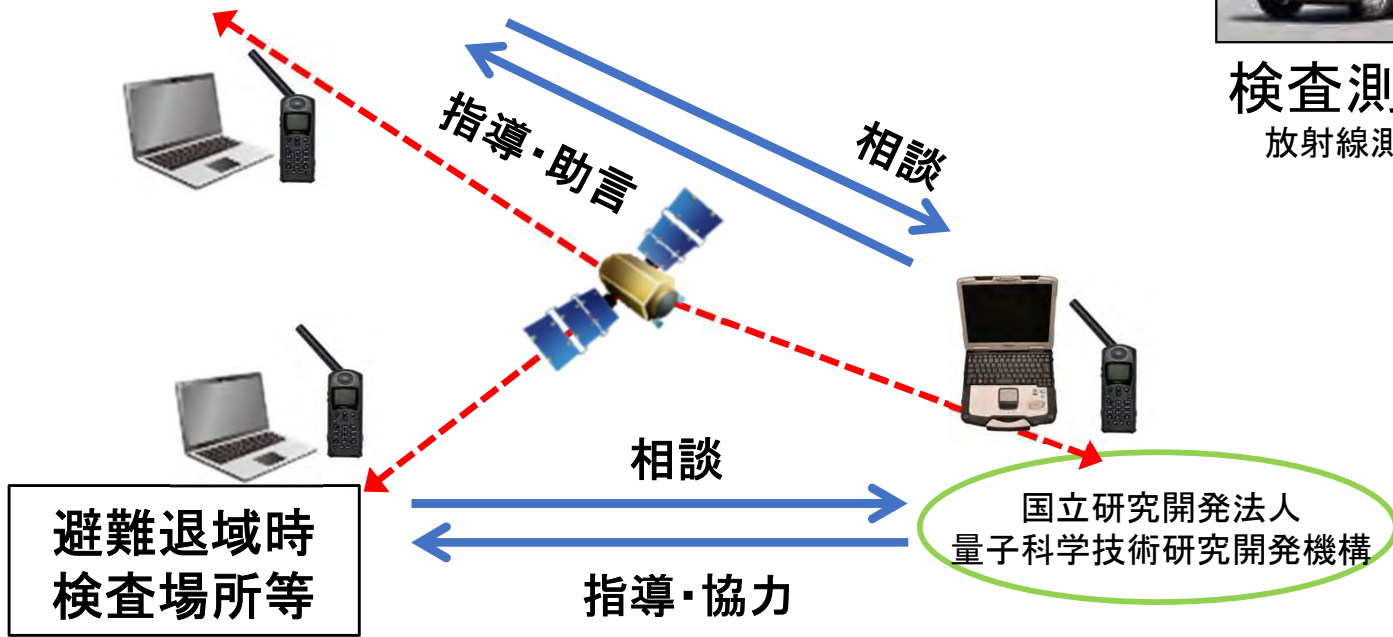 検査測
放射線測
相談
指導・助言
相談
避難退域時
検査場所等
指導・協力
国立研究開発法人
量子科学技術研究開発機構